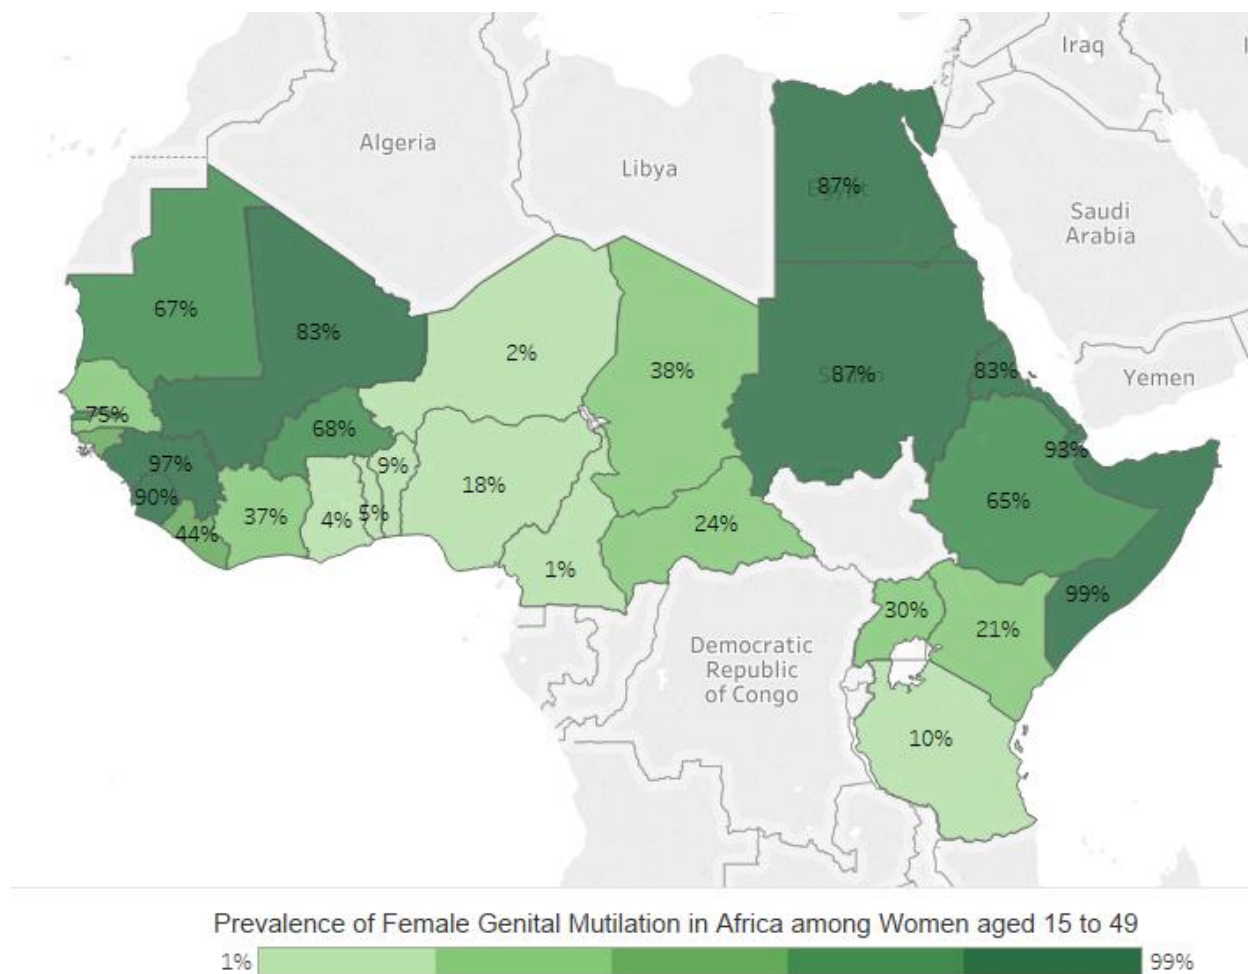 Iraq
Algeria
Libya
87%
Saudi
Arabia
67%
83%
2%
38%
87%
83%
Yemen
75%
68%
93%
97%
9%
18%
90%
65%
37%
4%
5%
24%
44%
1%
99%
30%
21%
Democratic
Republic
of Congo
10%
Prevalence of Female Genital Mutilation in Africa among Women aged 15 to 49
1%
99%